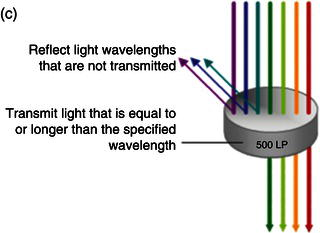 (c)
Reflect light wavelengths
that are not transmitted
Transmit light that is equal to
or longer than the specified
wavelength
500 LP